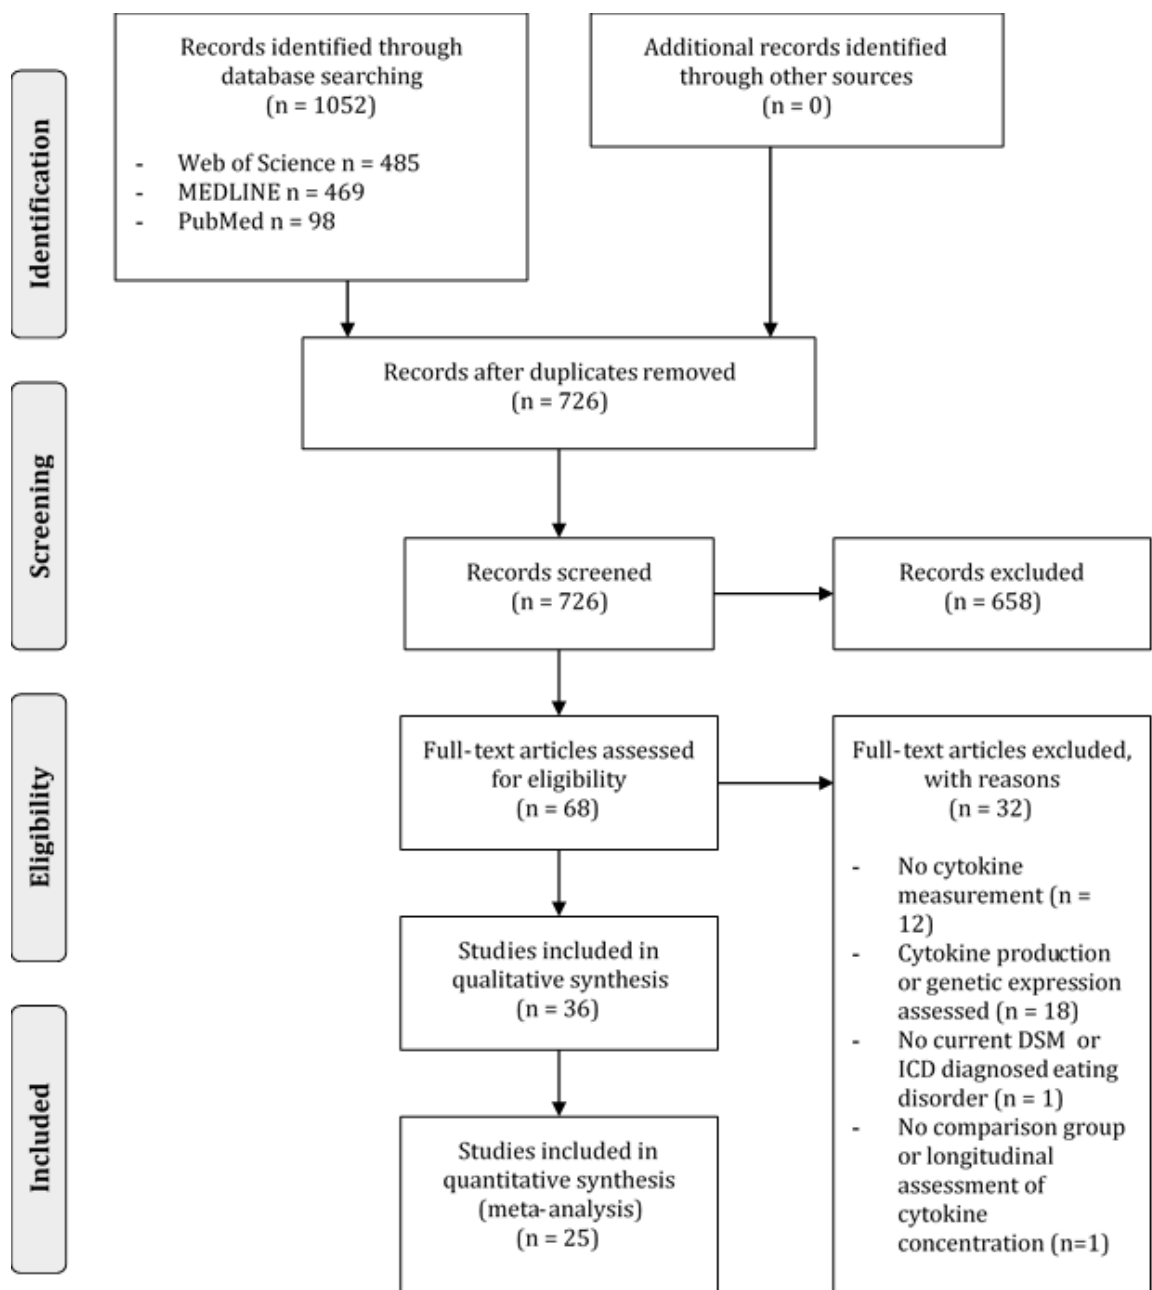 Identification
Records identified through
database searching
(n = 1052)
- Web of Science n = 485
- MEDLINE n = 469
- PubMed n = 98
Additional records identified
through other sources
(n = 0)
Records after duplicates removed
(n = 726)
Screening
Records screened
(n = 726)
Records excluded
(n = 658)
Eligibility
Full-text articles assessed
for eligibility
(n = 68)
Full-text articles excluded,
with reasons
(n = 32)
- No cytokine
measurement (n =
12)
- Cytokine production
or genetic expression
assessed (n = 18)
- No current DSM or
ICD diagnosed eating
disorder (n = 1)
- No comparison group
or longitudinal
assessment of
cytokine
concentration (n=1)
Studies included in
qualitative synthesis
(n = 36)
Included
Studies included in
quantitative synthesis
(meta-analysis)
(n = 25)